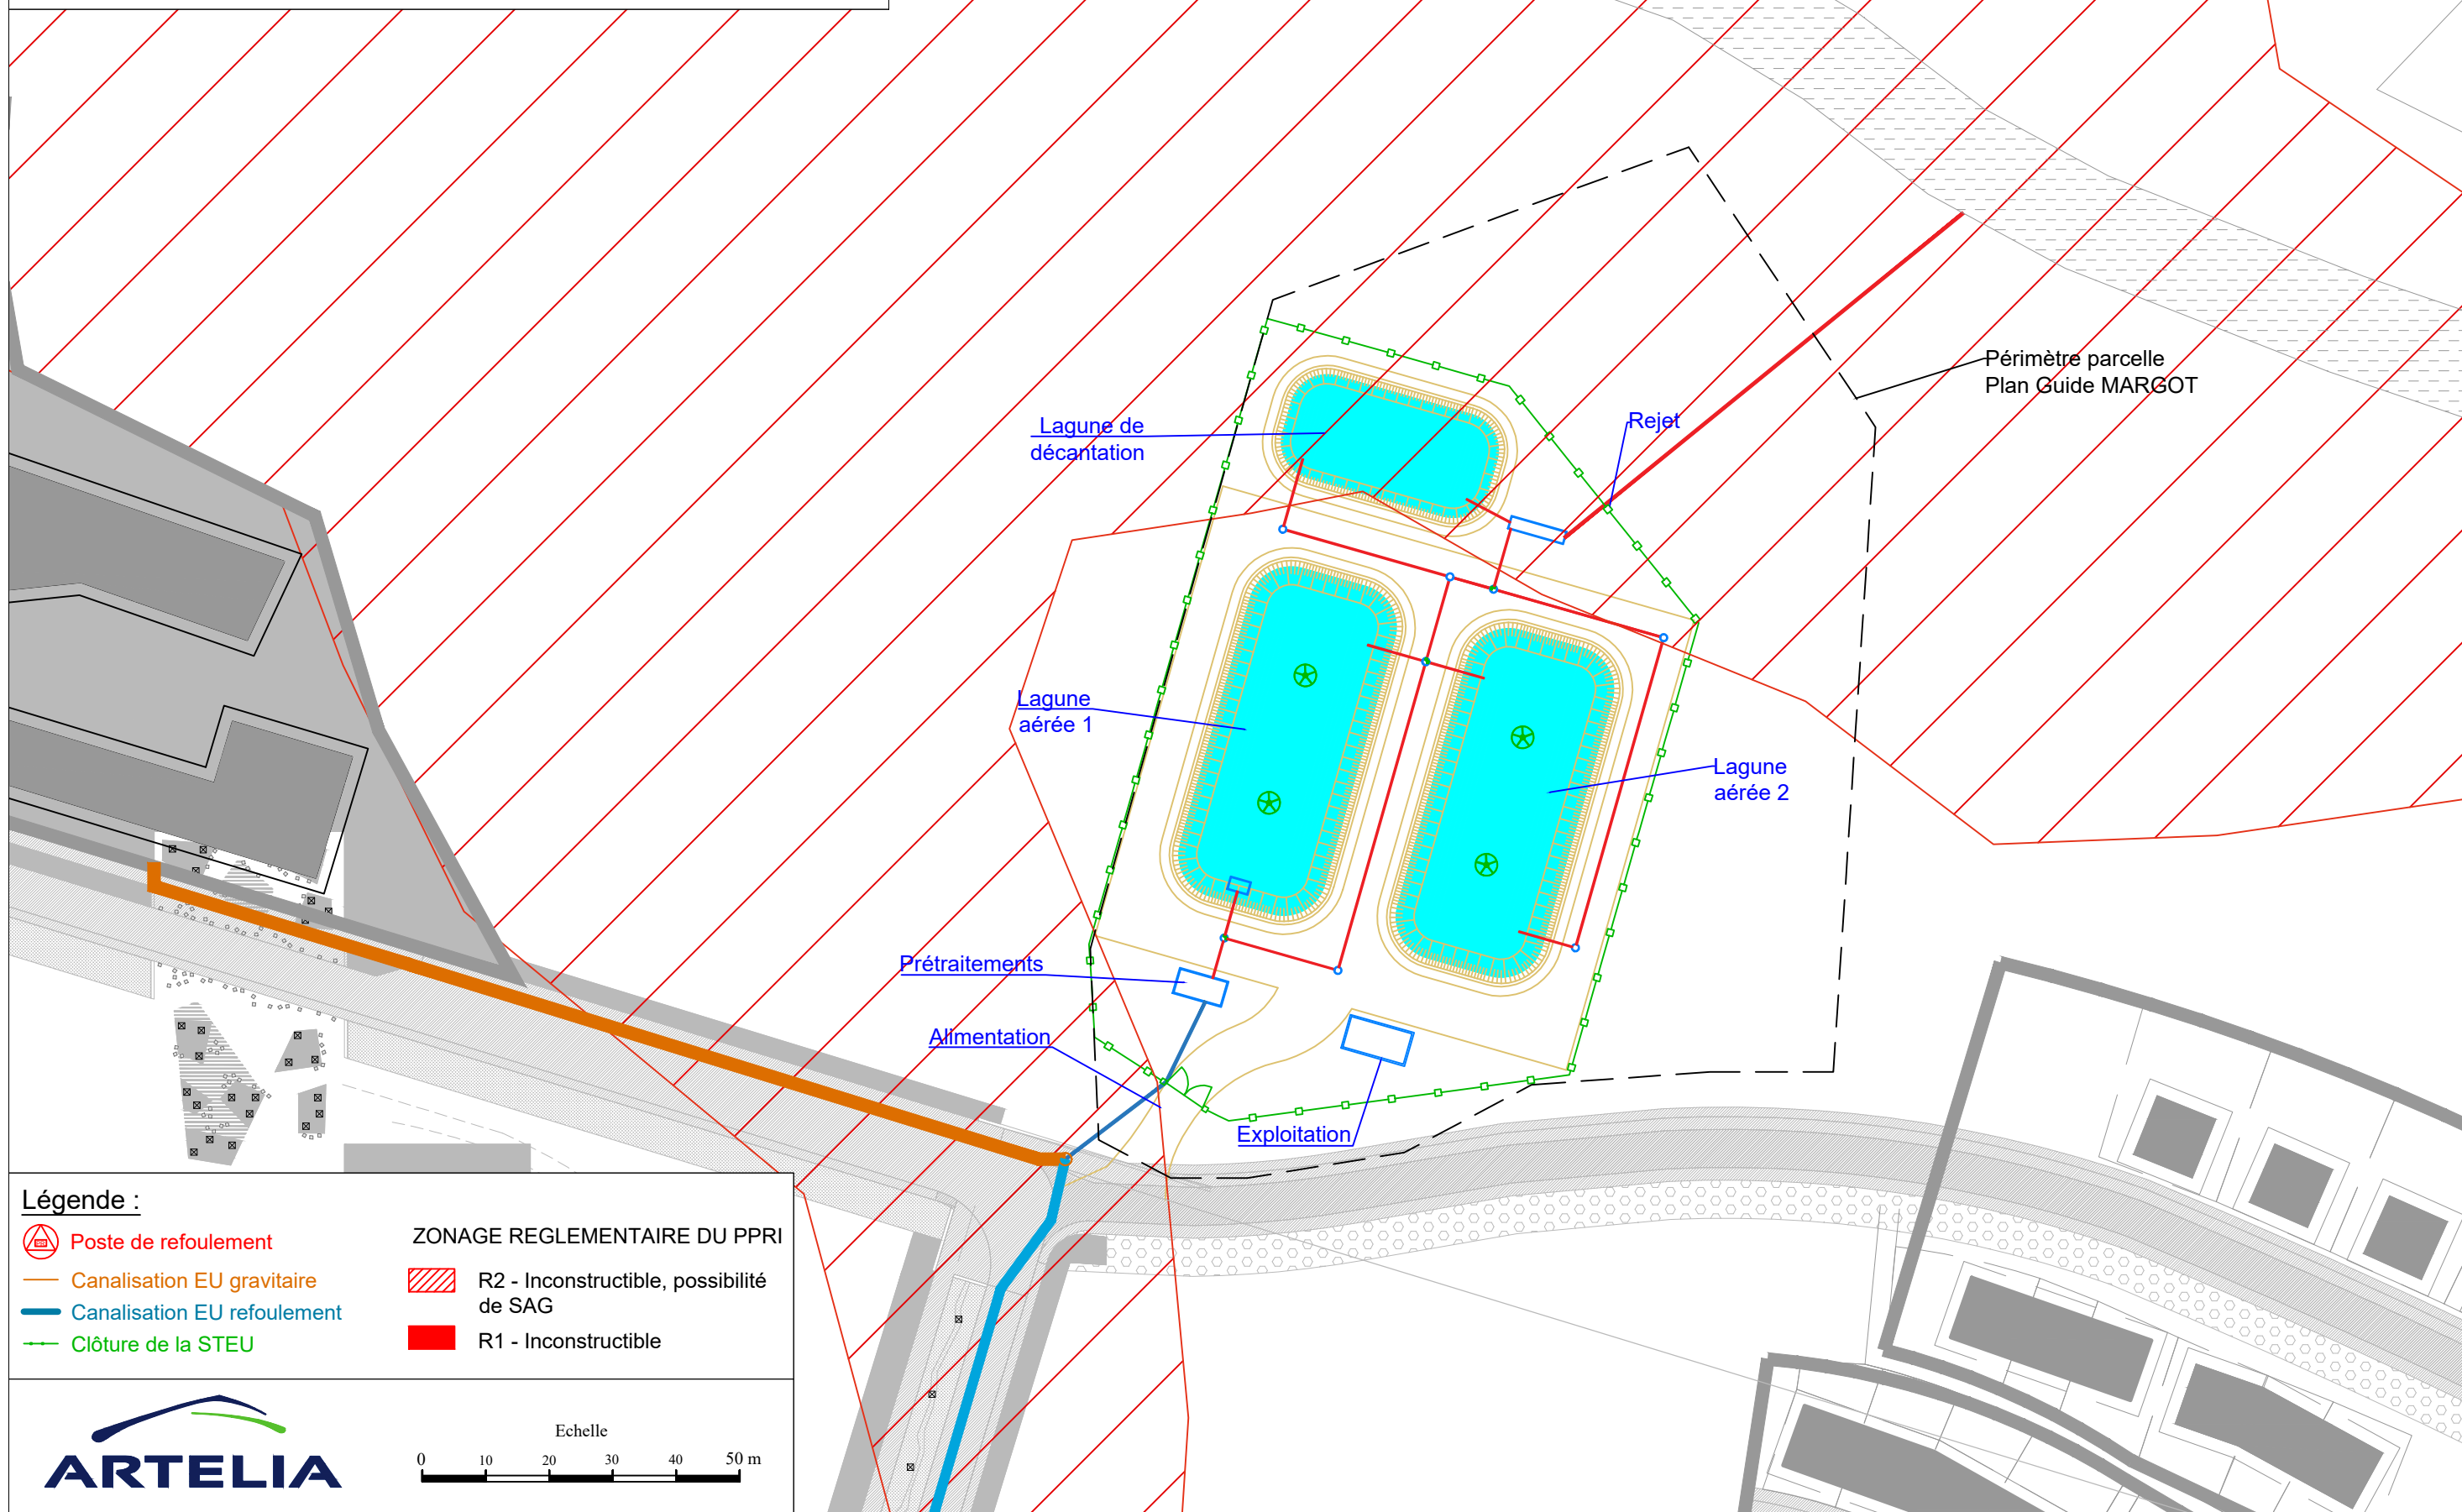 Périmètre parcelle
Plan Guide MARGOT
Lagune de
décantation
Rejet
Lagune
aérée 1
Lagune
aérée 2
Prétraitements
Alimentation
Exploitation
Légende :
Poste de refoulement
Canalisation EU gravitaire
Canalisation EU refoulement
Clôture de la STEU
ZONAGE REGLEMENTAIRE DU PPRI
R2 - Inconstructible, possibilité
de SAG
R1 - Inconstructible
ARTELIA
Echelle
0 10 20 30 40 50 m